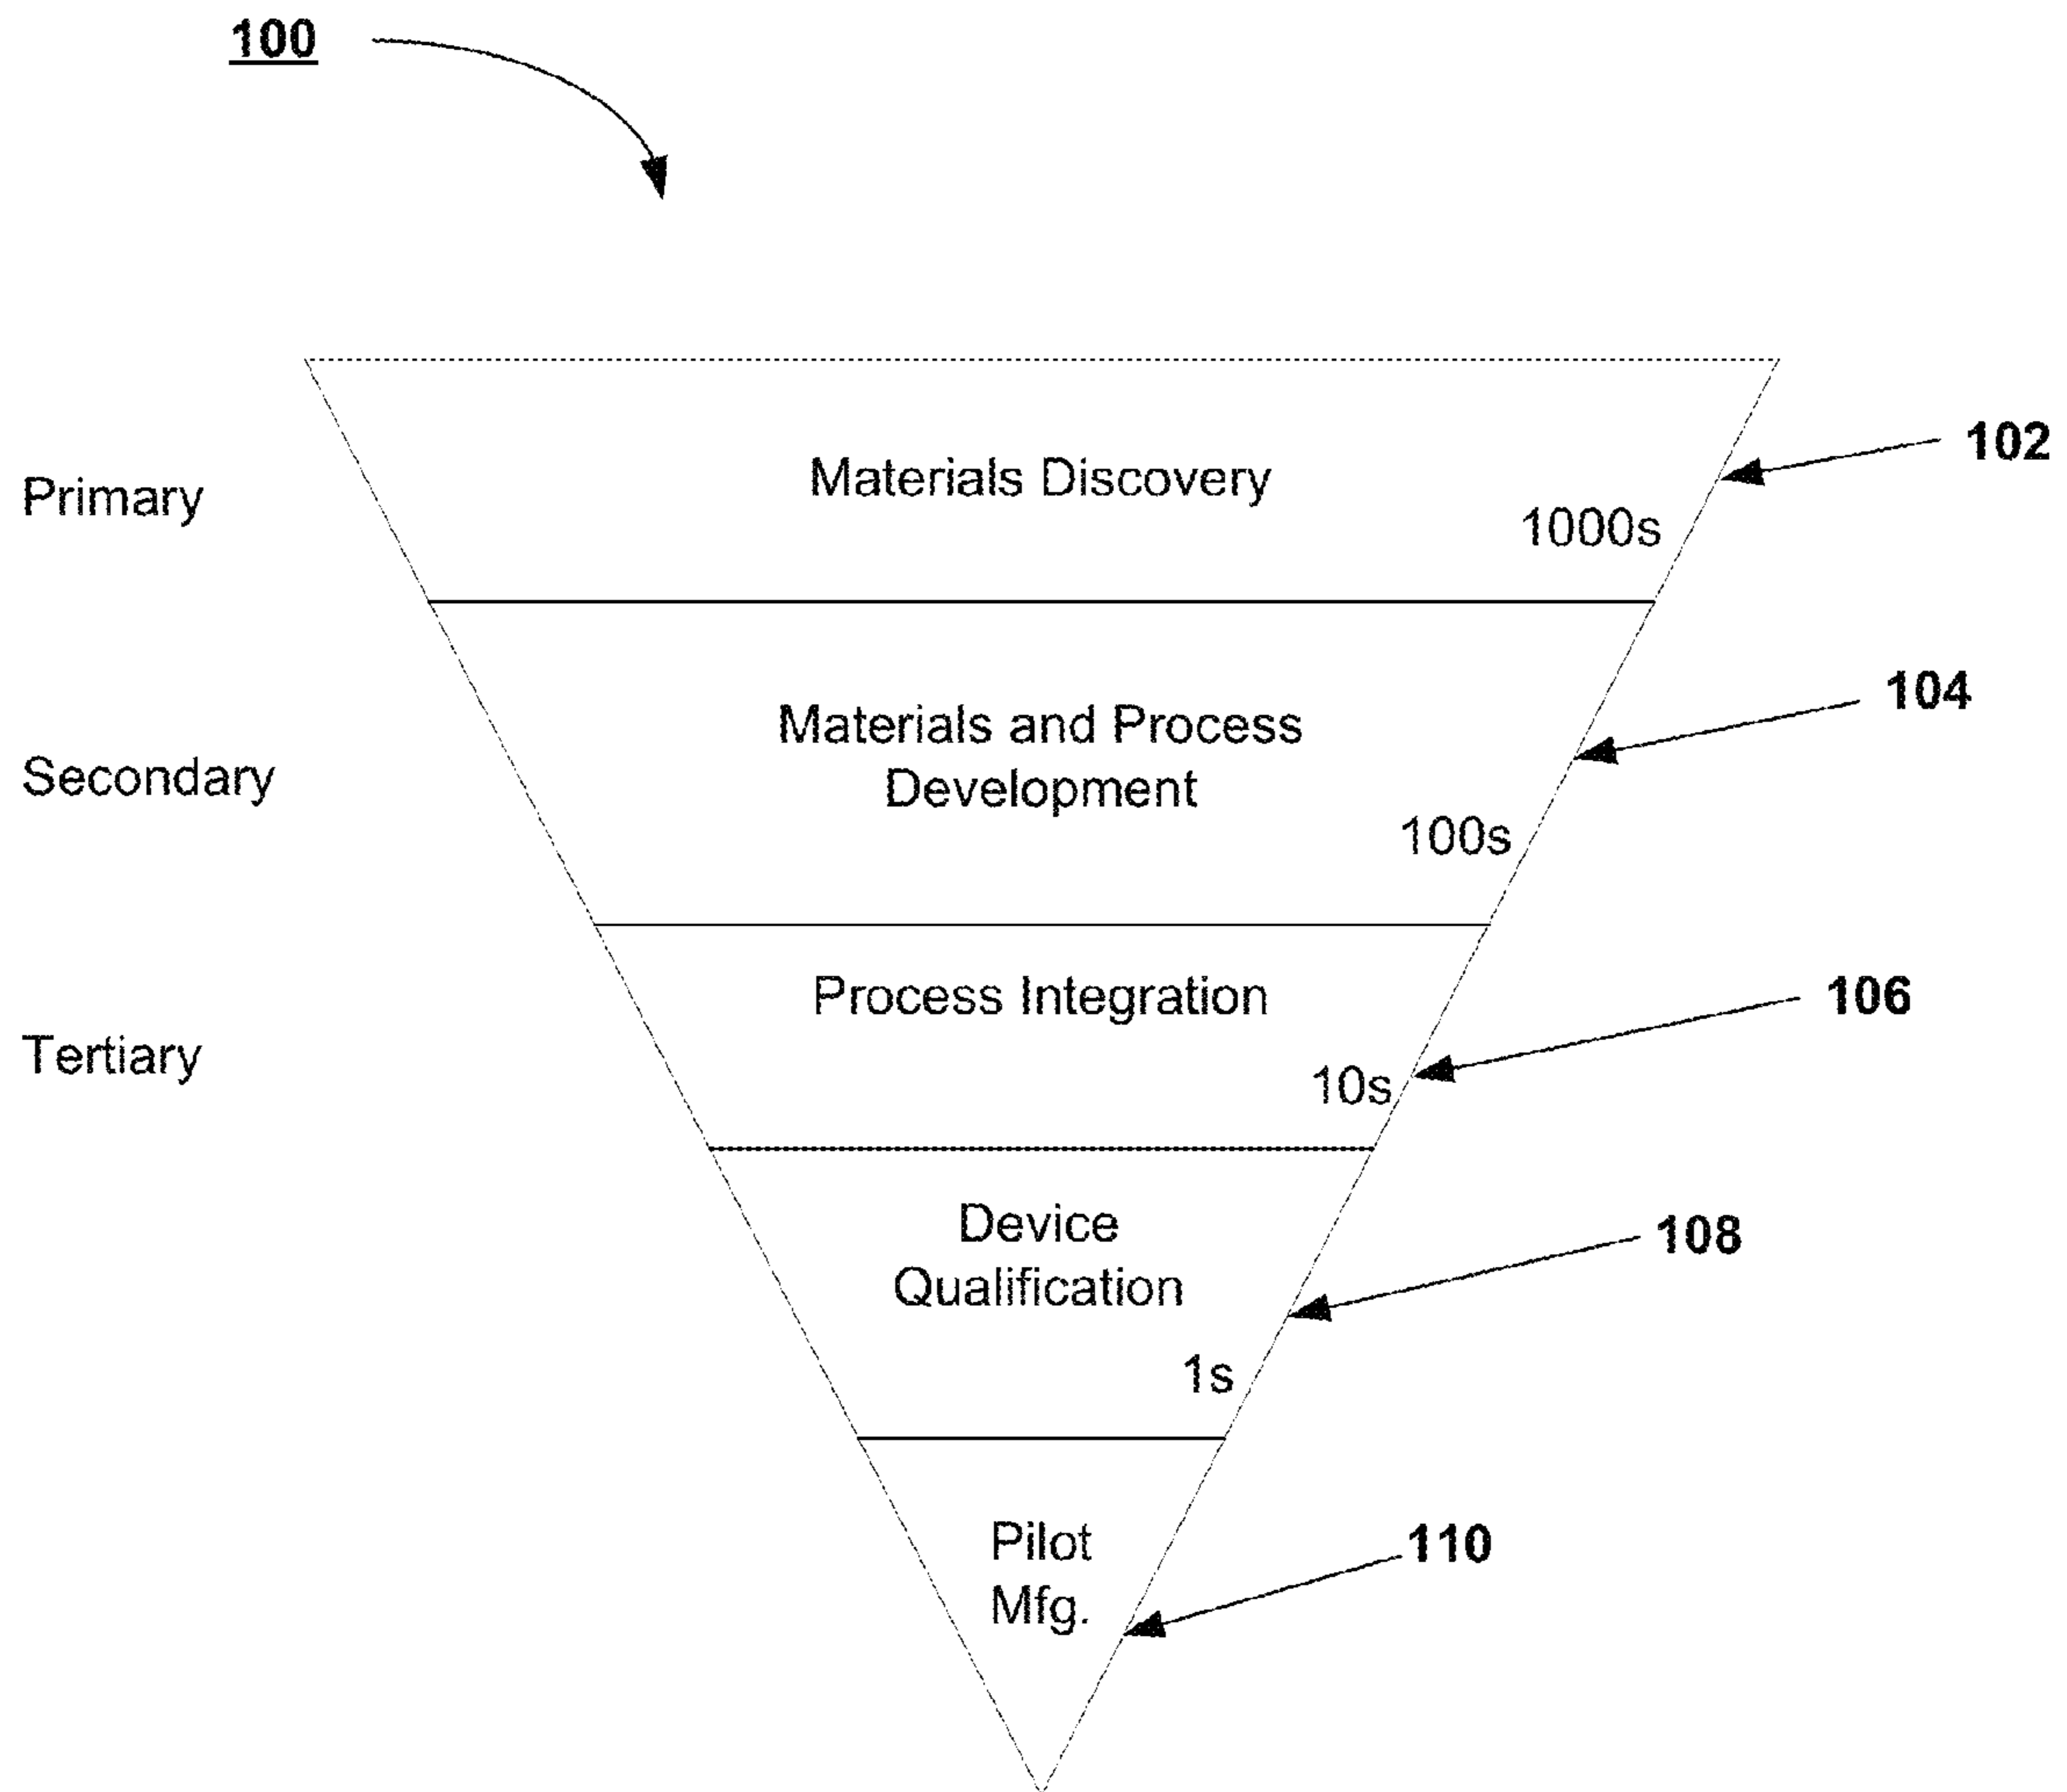 100
102
Primary
Materials Discovery
1000s
104
Secondary
Materials and Process
Development
100s
106
Tertiary
Process Integration
10s
108
Device
Qualification
1s
110
Pilot
Mfg.